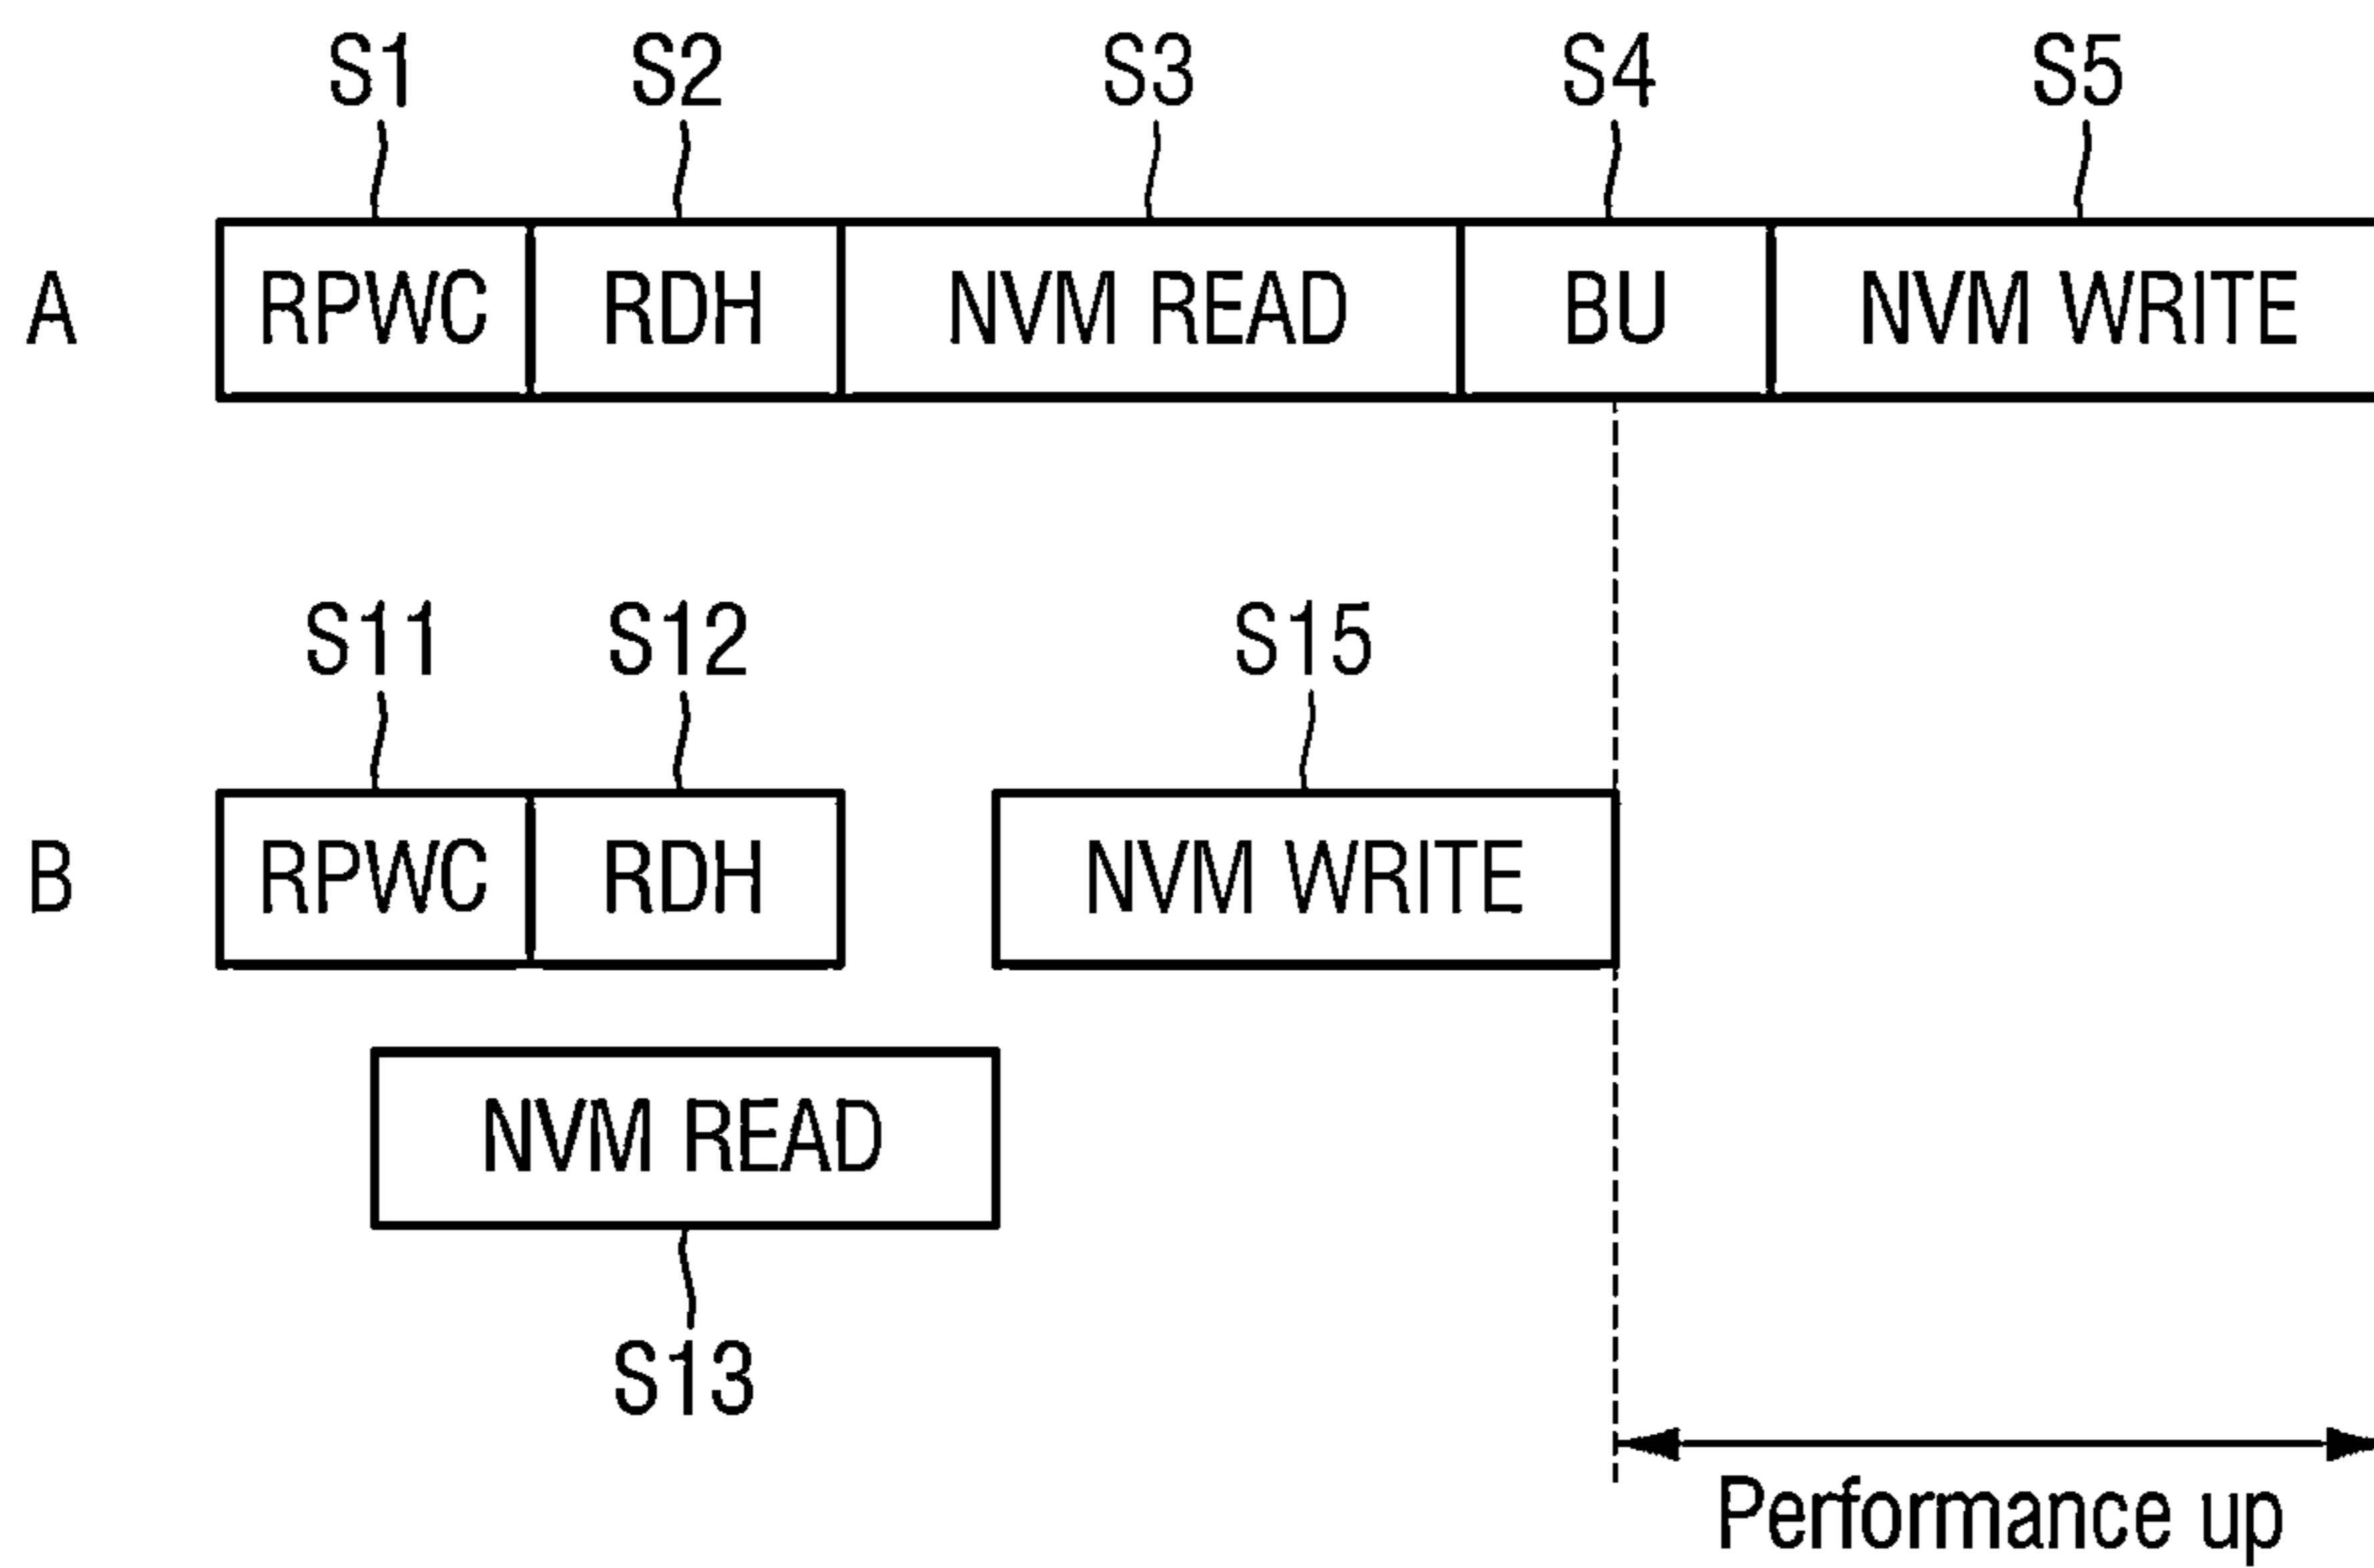 S1 S2 S3 S4 S5
A RPWC RDH NVM READ BU NVM WRITE
S11 S12 S15
B RPWC RDH NVM WRITE
NVM READ
S13
Performance up